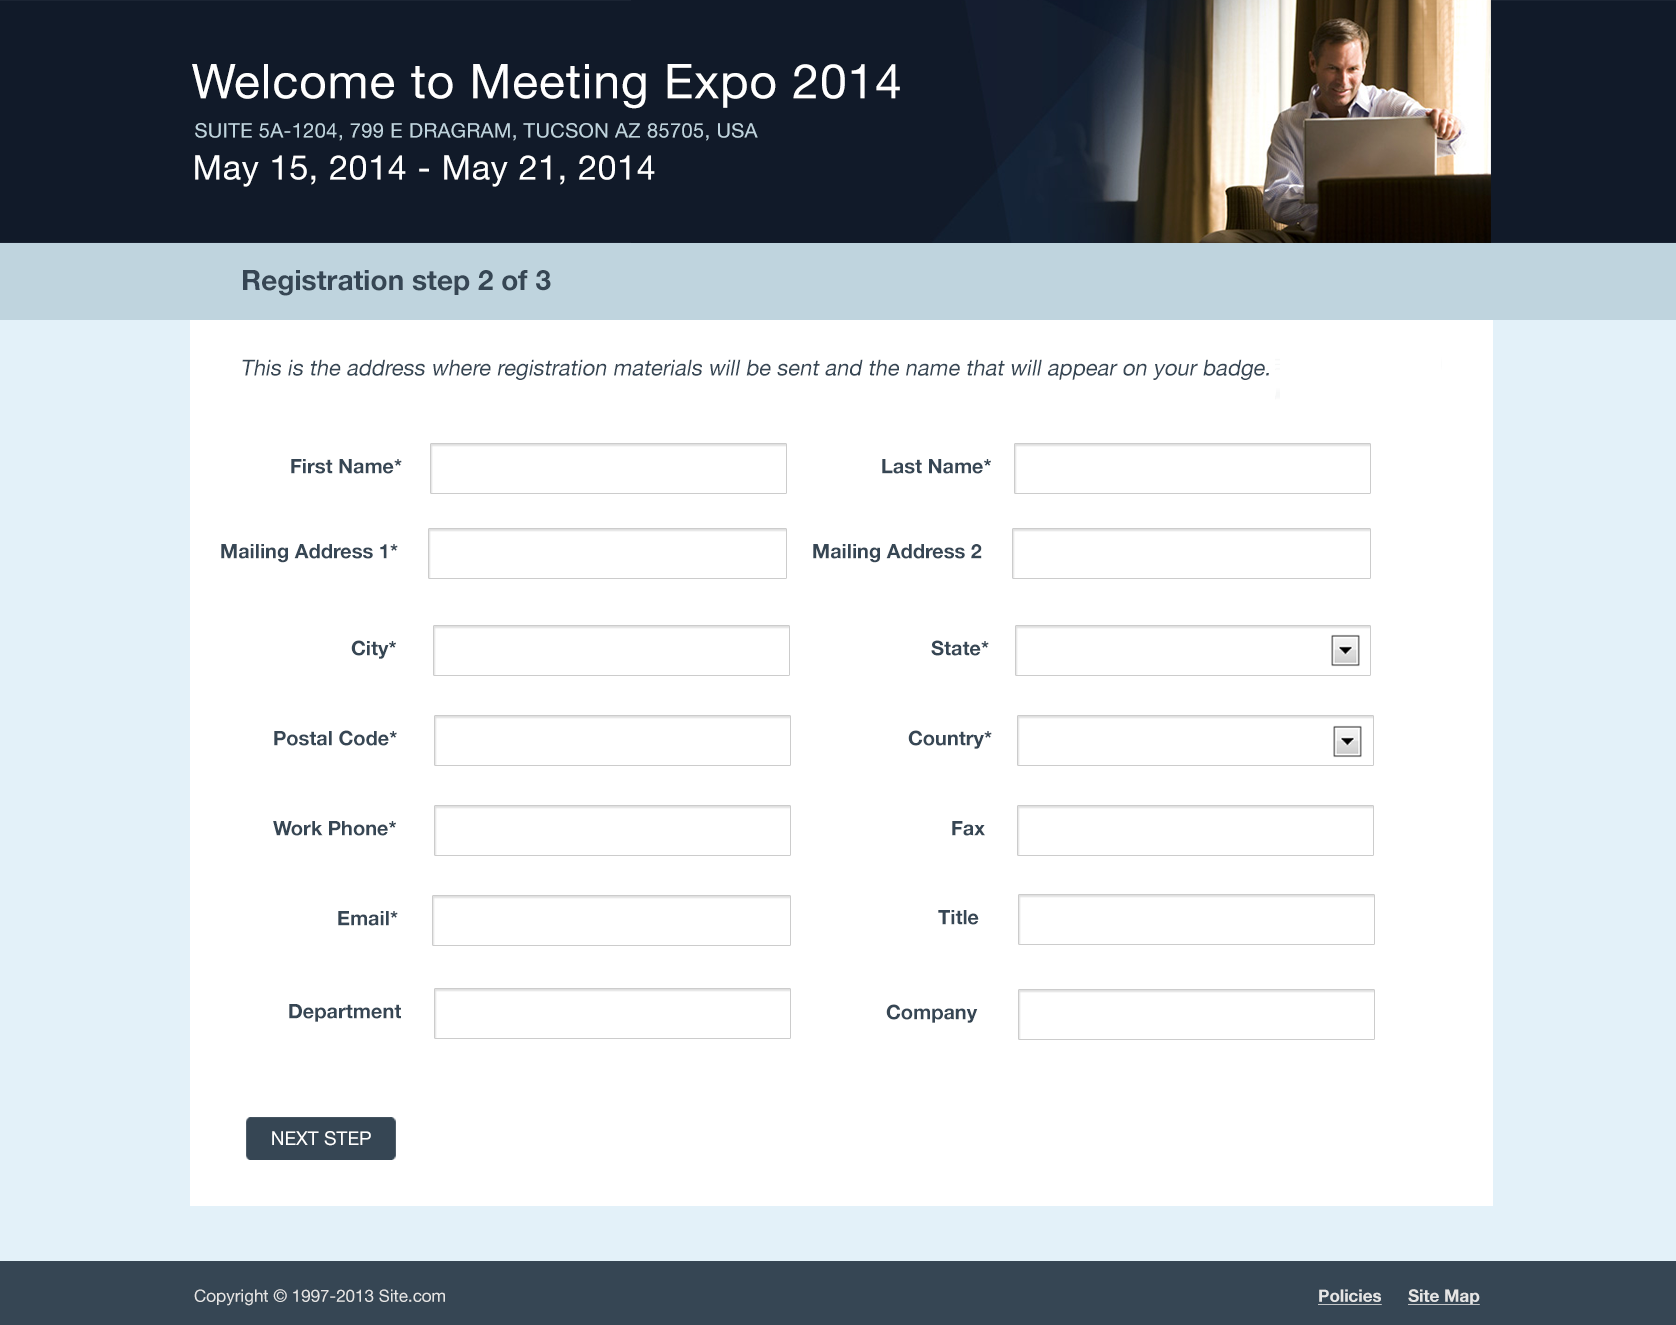 Welcome to Meeting Expo 2014
SUITE 5A-1204, 799 E DRAGRAM, TUCSON AZ 85705, USA
May 15, 2014 - May 21, 2014
Registration step 2 of 3
This is the address where registration materials will be sent and the name that will appear on your badge.
First Name*
Last Name*
Mailing Address 1*
Mailing Address 2
City*
State*
Postal Code*
Country*
Work Phone*
Fax
Email*
Title
Department
Company
NEXT STEP
Copyright © 1997-2013 Site.com
Policies
Site Map